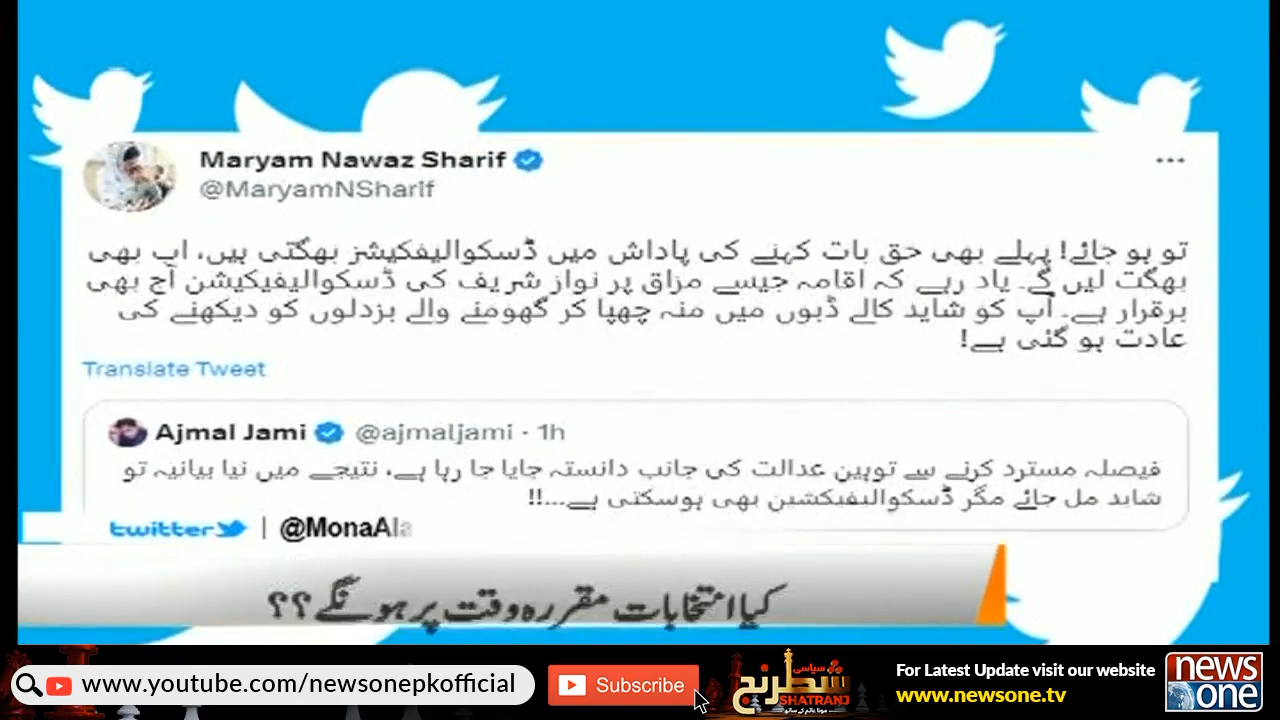 Maryam Nawaz Sharif
@MaryamNSharif
تو ہو جائے! پہلے بھی حق بات کہنے کی پاداش میں ڈسکوالیفکیشنز بھگتی ہیں، اب بھی
بھگت لیں گے۔ یاد رہے کہ اقامہ جیسے مزاق پر نواز شریف کی ڈسکوالیفیکیشن آج بھی
برقرار ہے۔ آپ کو شاید کالے ڈبوں میں منہ چھپا کر گھومنے والے بزدلوں کو دیکھنے کی
عادت ہو گئی ہے!
Translate Tweet
Ajmal Jami @ajmaljami · 1h
فیصلہ مسترد کرنے سے توہین عدالت کی جانب دانستہ جایا جا رہا ہے، نتیجے میں نیا بیانیہ تو
شاید مل جائے مگر ڈسکوالیفیکشین بھی ہوسکتی ہے...!!
twitter | @MonaAla
کیا انتخابات مقررہ وقت پر ہونگے؟؟
www.youtube.com/newsonepkofficial
Subscribe
سیاسی
شطرنج
SHATRANJ
For Latest Update visit our website
www.newsone.tv
news
one